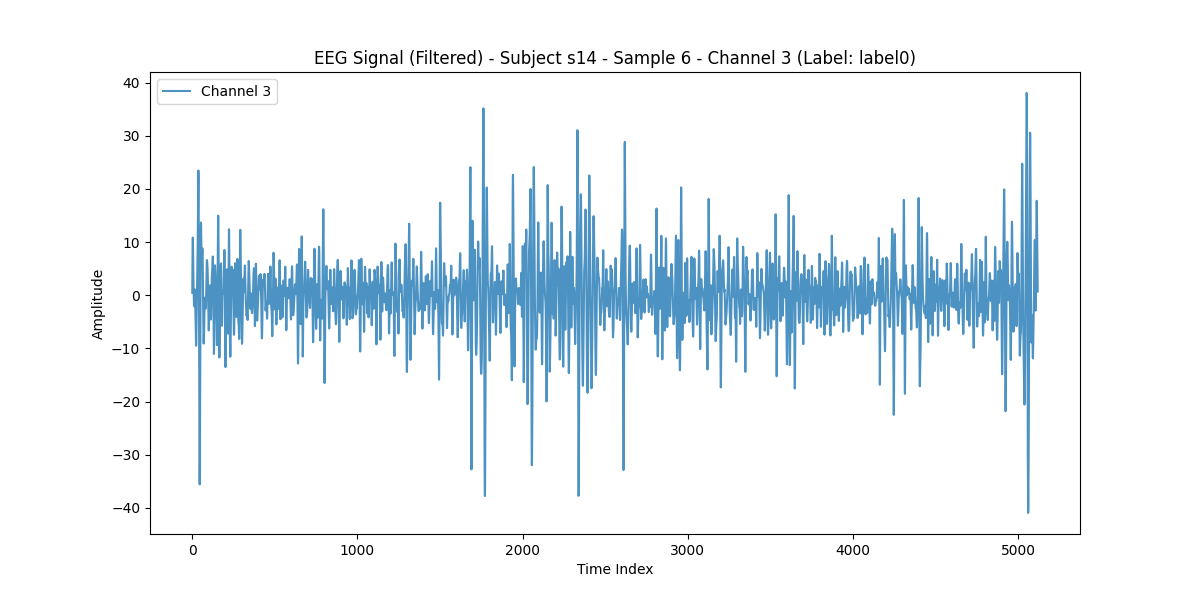 EEG Signal (Filtered) - Subject s14 - Sample 6 - Channel 3 (Label: label0)
Channel 3
40
30
20
10
0
−10
−20
−30
−40
Amplitude
0 1000 2000 3000 4000 5000
Time Index